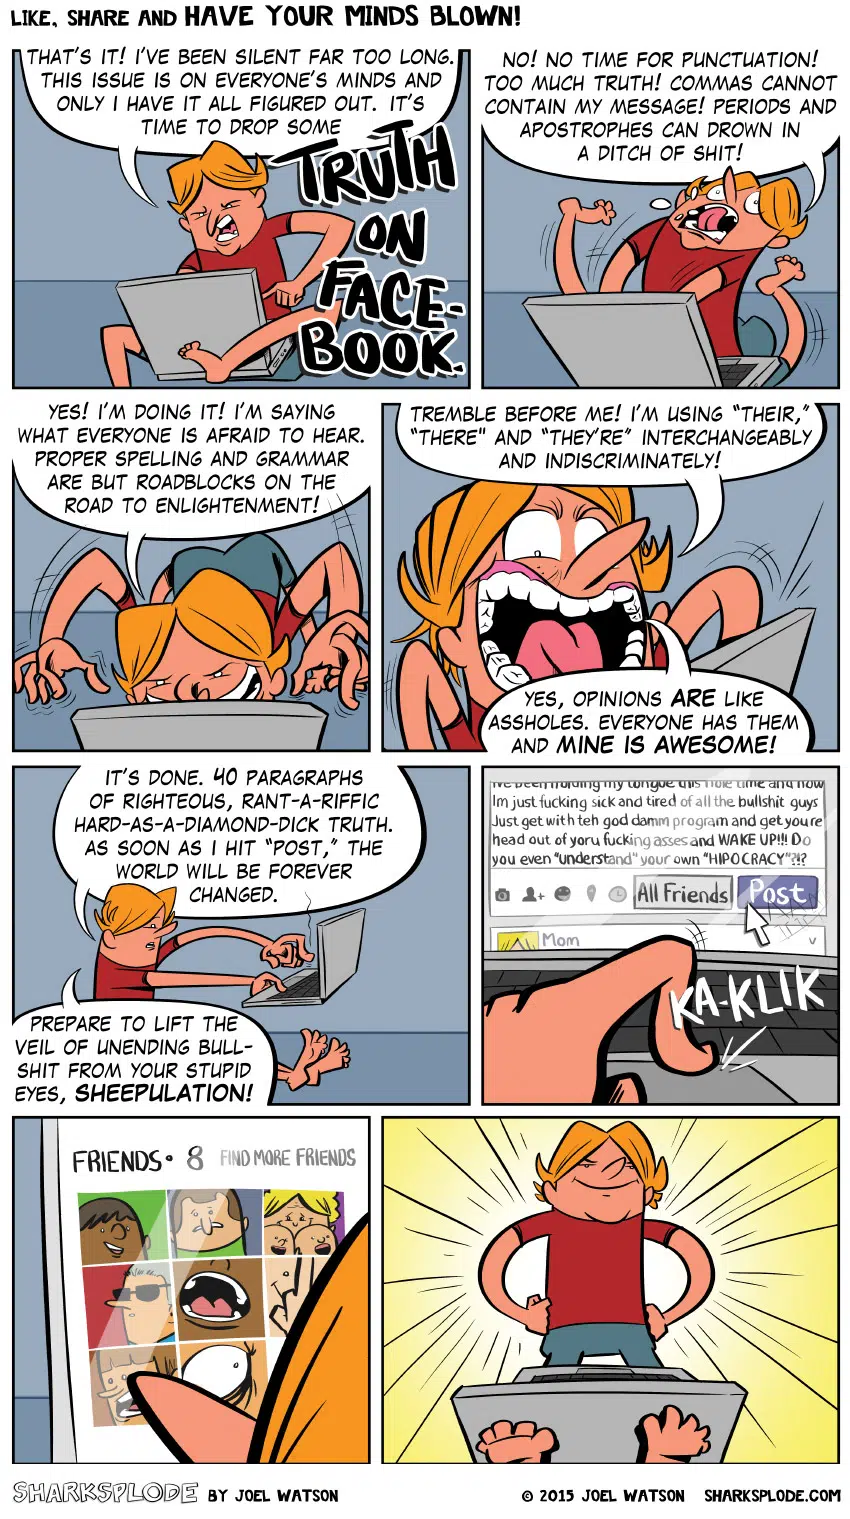 LIKE, SHARE AND HAVE YOUR MINDS BLOWN!
THAT'S IT! I'VE BEEN SILENT FAR TOO LONG.
THIS ISSUE IS ON EVERYONE'S MINDS AND
ONLY I HAVE IT ALL FIGURED OUT. IT'S
TIME TO DROP SOME
TRUTH
ON
FACE-
BOOK.
NO! NO TIME FOR PUNCTUATION!
TOO MUCH TRUTH! COMMAS CANNOT
CONTAIN MY MESSAGE! PERIODS AND
APOSTROPHES CAN DROWN IN
A DITCH OF SHIT!
YES! I'M DOING IT! I'M SAYING
WHAT EVERYONE IS AFRAID TO HEAR.
PROPER SPELLING AND GRAMMAR
ARE BUT ROADBLOCKS ON THE
ROAD TO ENLIGHTENMENT!
TREMBLE BEFORE ME! I'M USING "THEIR,"
"THERE" AND "THEY'RE" INTERCHANGEABLY
AND INDISCRIMINATELY!
YES, OPINIONS ARE LIKE
ASSHOLES. EVERYONE HAS THEM
AND MINE IS AWESOME!
IT'S DONE. 40 PARAGRAPHS
OF RIGHTEOUS, RANT-A-RIFFIC
HARD-AS-A-DIAMOND-DICK TRUTH.
AS SOON AS I HIT "POST," THE
WORLD WILL BE FOREVER
CHANGED.
PREPARE TO LIFT THE
VEIL OF UNENDING BULL-
SHIT FROM YOUR STUPID
EYES, SHEEPULATION!
my tongue this time and now
Im just fucking sick and tired of all the bullshit guys
Just get with teh god damm program and get youre
head out of yoru fucking asses and WAKE UP!!! Do
you even "understand" your own "HIPOCRACY"?!?
All Friends Post
Mom
KA-KLIK
FRIENDS • 8 FIND MORE FRIENDS
SHARKSPLODE BY JOEL WATSON
© 2015 JOEL WATSON SHARKSPLODE.COM